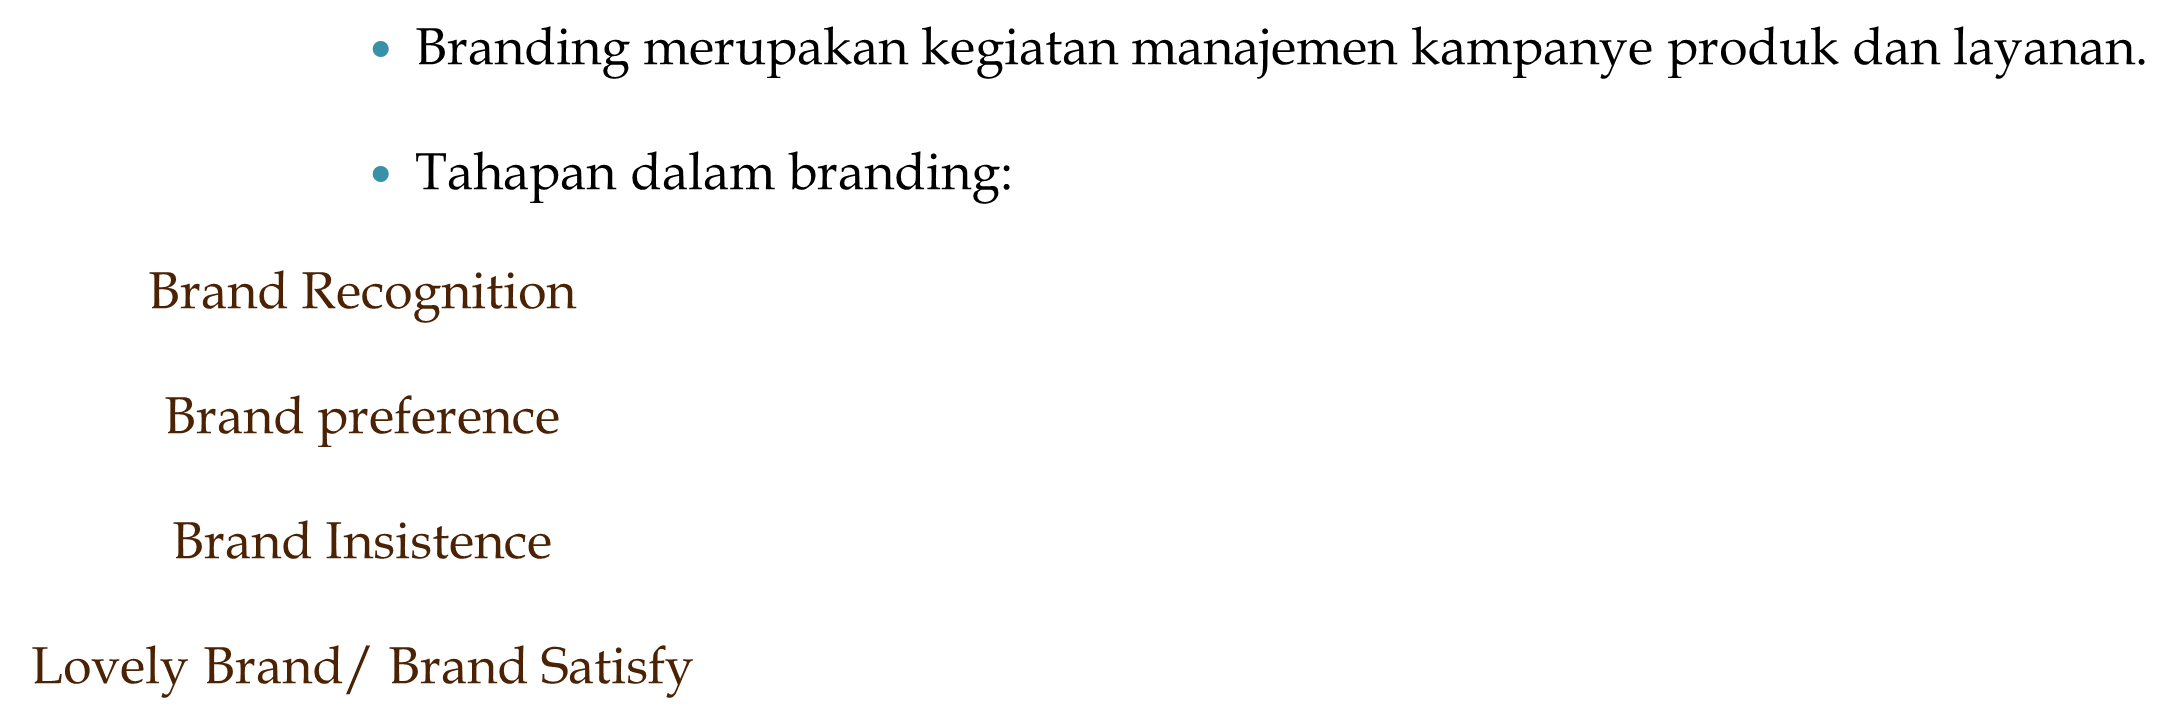 • Branding merupakan kegiatan manajemen kampanye produk dan layanan.
• Tahapan dalam branding:
Brand Recognition
Brand preference
Brand Insistence
Lovely Brand/ Brand Satisfy